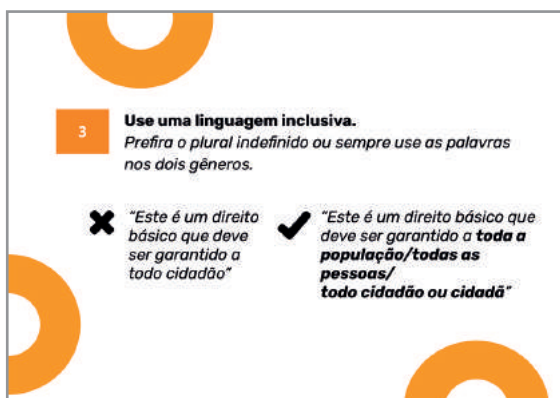 3
Use uma linguagem inclusiva.
Prefira o plural indefinido ou sempre use as palavras
nos dois gêneros.
"Este é um direito
básico que deve
ser garantido a
todo cidadão"
"Este é um direito básico que
deve ser garantido a toda a
população/todas as
pessoas/
todo cidadão ou cidadã"